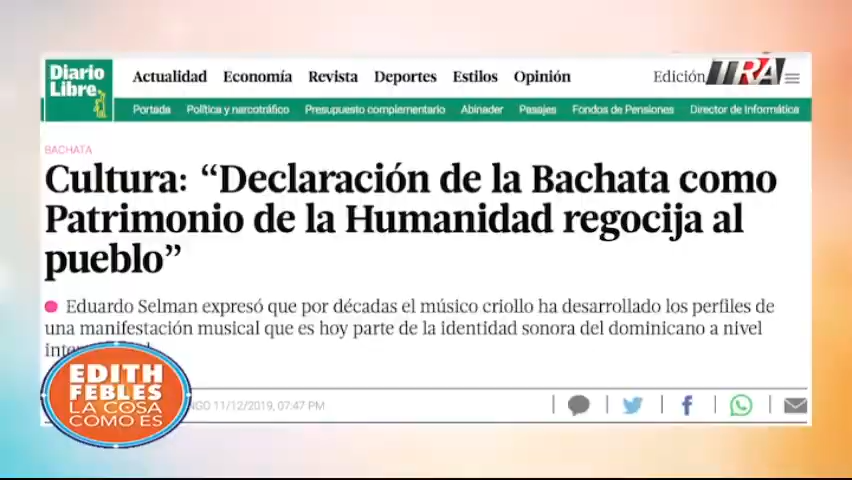 Diario
Libre
Actualidad Economía Revista Deportes Estilos Opinión Edición
TRA
Portada Política y narcotráfico Presupuesto complementario Abinader Pasajes Fondos de Pensiones Director de Informática
BACHATA
Cultura: “Declaración de la Bachata como
Patrimonio de la Humanidad regocija al
pueblo”
Eduardo Selman expresó que por décadas el músico criollo ha desarrollado los perfiles de
una manifestación musical que es hoy parte de la identidad sonora del dominicano a nivel
EDITH
FEBLES
LA COSA
COMO ES
11/12/2019, 07:47 PM